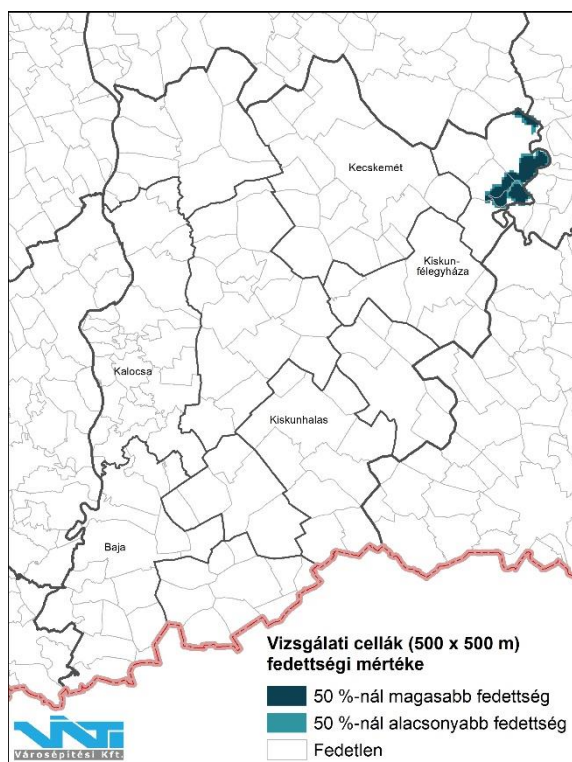 Kecskemét
Kiskun-
félegyháza
Kalocsa
Kiskunhalas
Baja
Vizsgálati cellák (500 x 500 m)
fedettségi mértéke
50 %-nál magasabb fedettség
50 %-nál alacsonyabb fedettség
Fedetlen
VÁTI
Városépítési Kft.